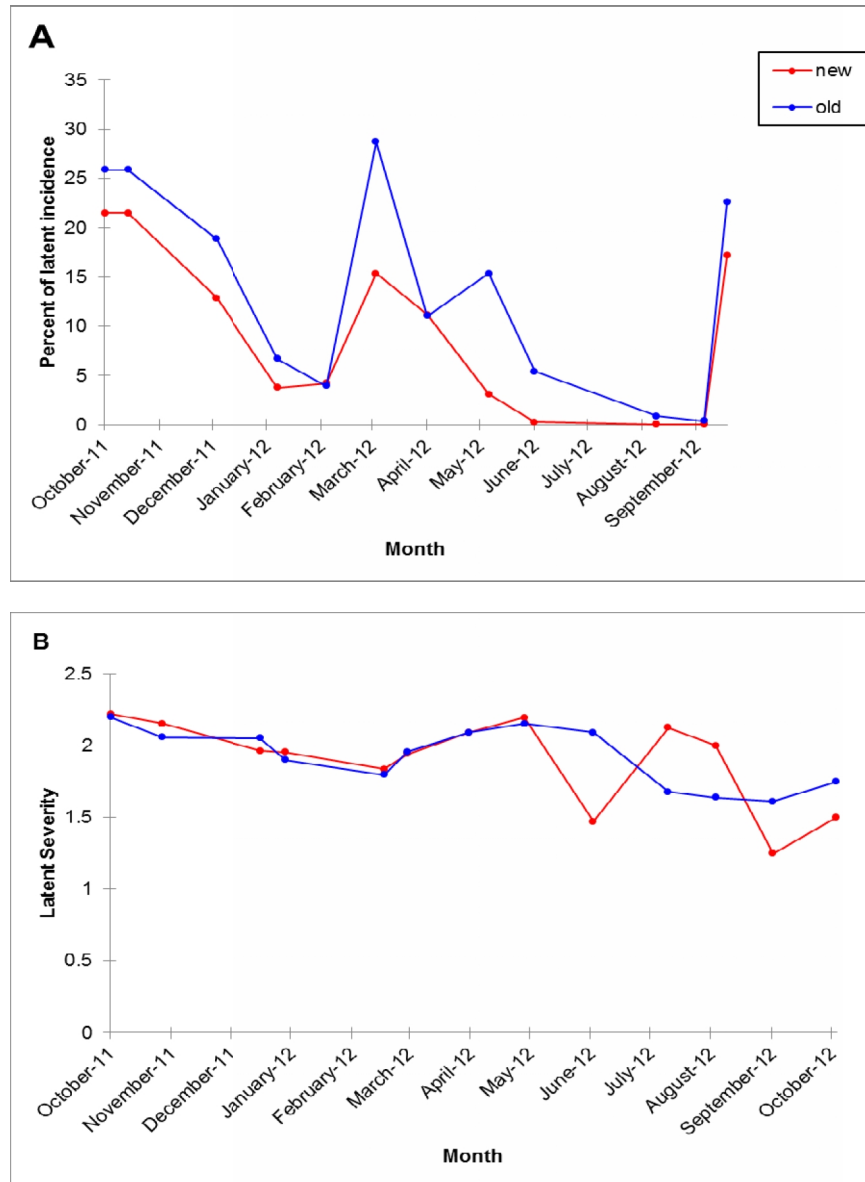 A
new
old
Percent of latent incidence
35
30
25
20
15
10
5
0
October-11
November-11
December-11
January-12
February-12
March-12
April-12
May-12
June-12
July-12
August-12
September-12
Month
B
Latent Severity
2.5
2
1.5
1
0.5
0
October-11
November-11
December-11
January-12
February-12
March-12
April-12
May-12
June-12
July-12
August-12
September-12
October-12
Month